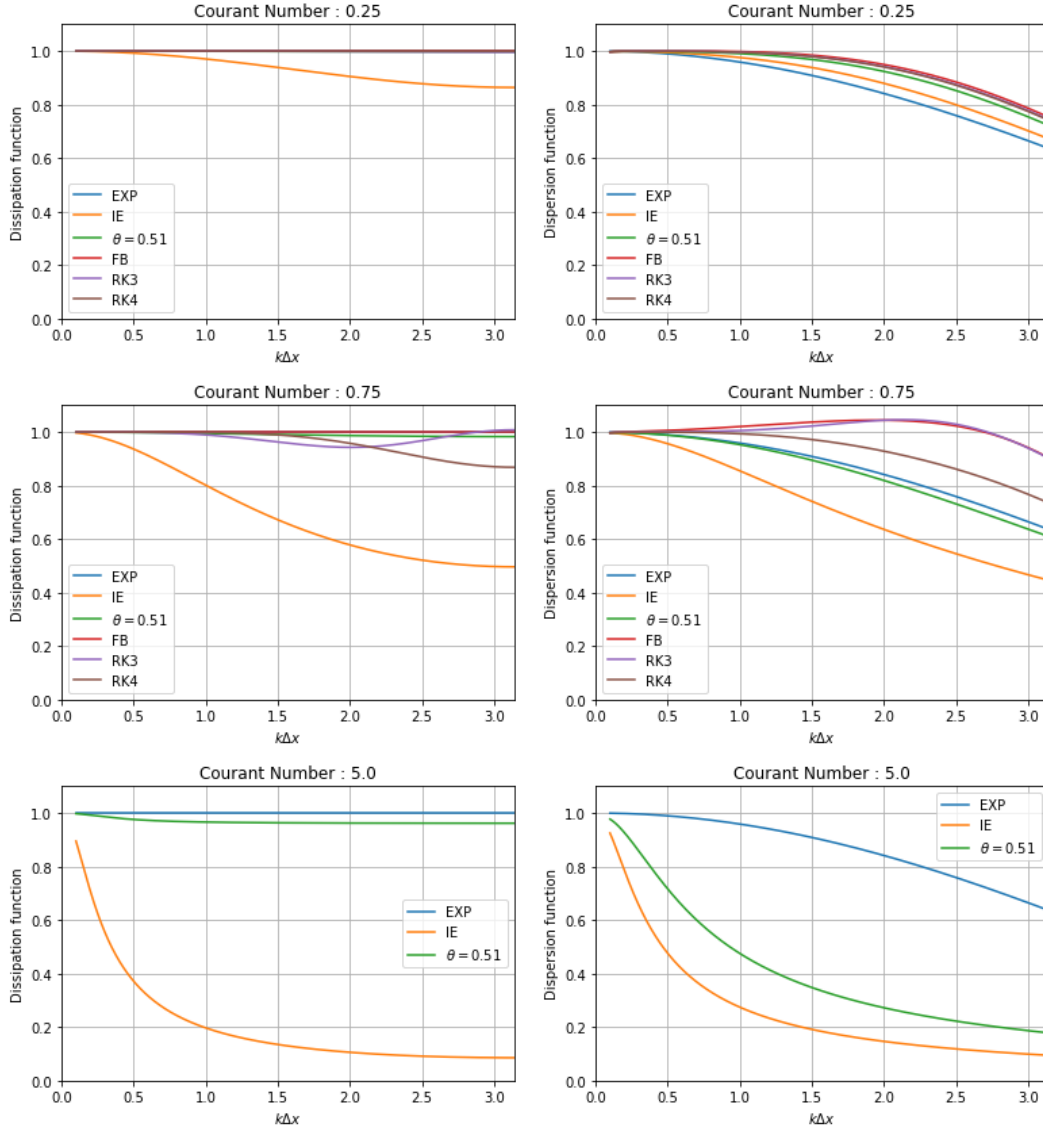 Courant Number : 0.25
Dissipation function
1.0
0.8
0.6
0.4
0.2
0.0
EXP
IE
θ = 0.51
FB
RK3
RK4
0.0 0.5 1.0 1.5 2.0 2.5 3.0
kΔx
Courant Number : 0.25
Dispersion function
1.0
0.8
0.6
0.4
0.2
0.0
EXP
IE
θ = 0.51
FB
RK3
RK4
0.0 0.5 1.0 1.5 2.0 2.5 3.0
kΔx
Courant Number : 0.75
Dissipation function
1.0
0.8
0.6
0.4
0.2
0.0
EXP
IE
θ = 0.51
FB
RK3
RK4
0.0 0.5 1.0 1.5 2.0 2.5 3.0
kΔx
Courant Number : 0.75
Dispersion function
1.0
0.8
0.6
0.4
0.2
0.0
EXP
IE
θ = 0.51
FB
RK3
RK4
0.0 0.5 1.0 1.5 2.0 2.5 3.0
kΔx
Courant Number : 5.0
Dissipation function
1.0
0.8
0.6
0.4
0.2
0.0
EXP
IE
θ = 0.51
0.0 0.5 1.0 1.5 2.0 2.5 3.0
kΔx
Courant Number : 5.0
Dispersion function
1.0
0.8
0.6
0.4
0.2
0.0
EXP
IE
θ = 0.51
0.0 0.5 1.0 1.5 2.0 2.5 3.0
kΔx